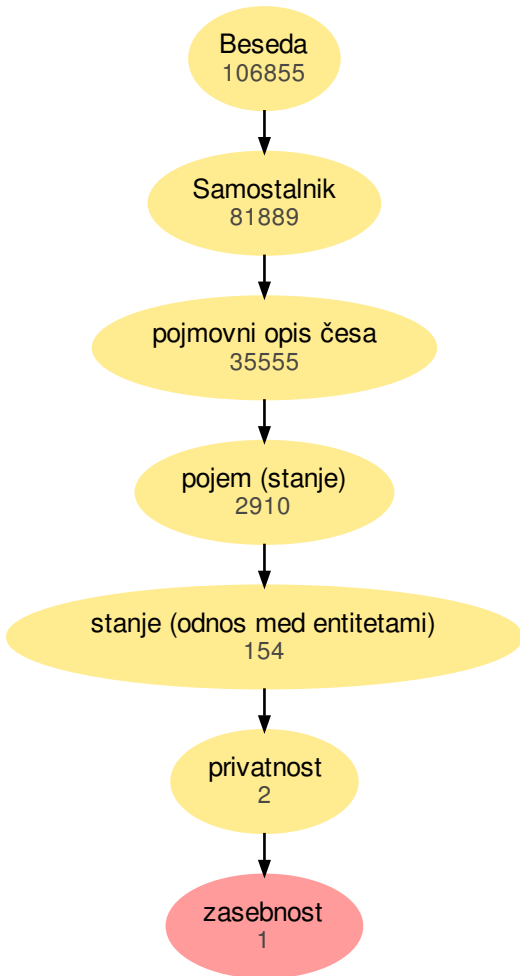 Beseda
106855
Samostalnik
81889
pojmovni opis česa
35555
pojem (stanje)
2910
stanje (odnos med entitetami)
154
privatnost
2
zasebnost
1